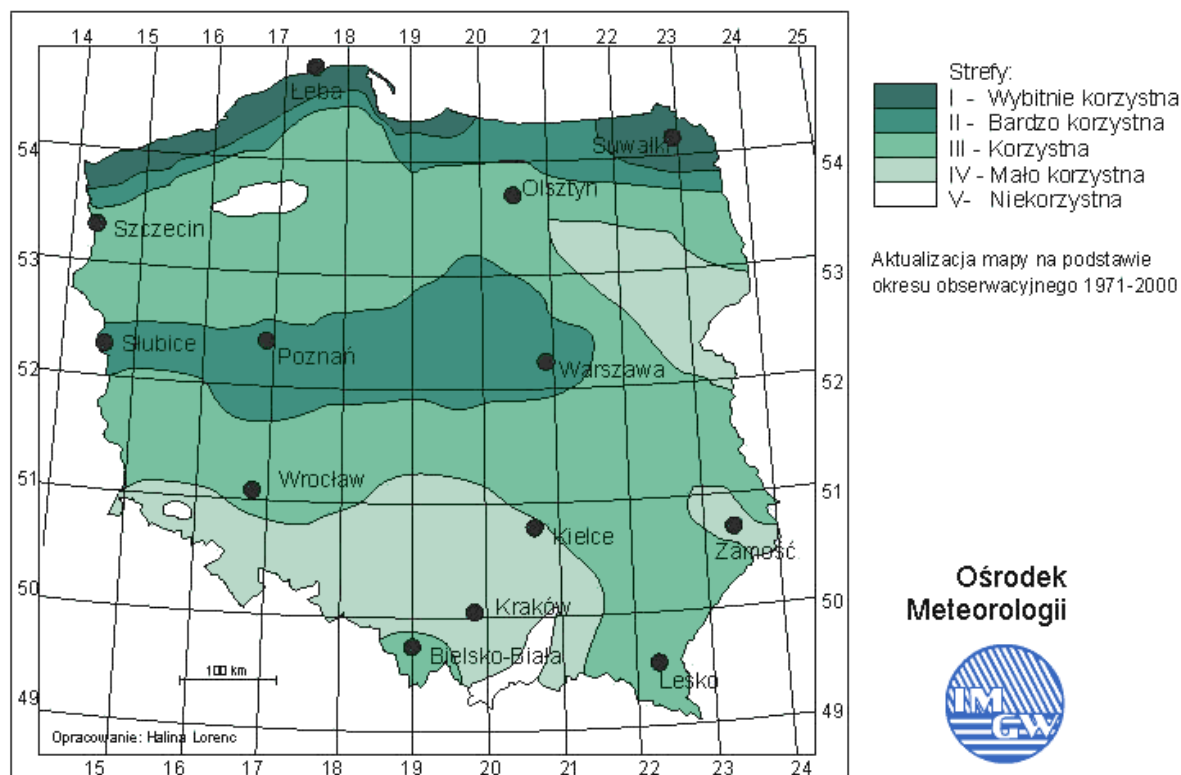 14 15 16 17 18 19 20 21 22 23 24 25
Łeba
54 54
Suwałki
Olsztyn
Szczecin
53 53
Słubice
Poznań
Warszawa
52 52
Wrocław
51 51
Kielce
Zamość
50 50
Kraków
Bielsko-Biała
Lesko
100 km
49 49
Opracowanie: Halina Lorenc
15 16 17 18 19 20 21 22 23 24
Strefy:
I - Wybitnie korzystna
II - Bardzo korzystna
III - Korzystna
IV - Mało korzystna
V- Niekorzystna
Aktualizacja mapy na podstawie
okresu obserwacyjnego 1971-2000
Ośrodek
Meteorologii
IM
GW